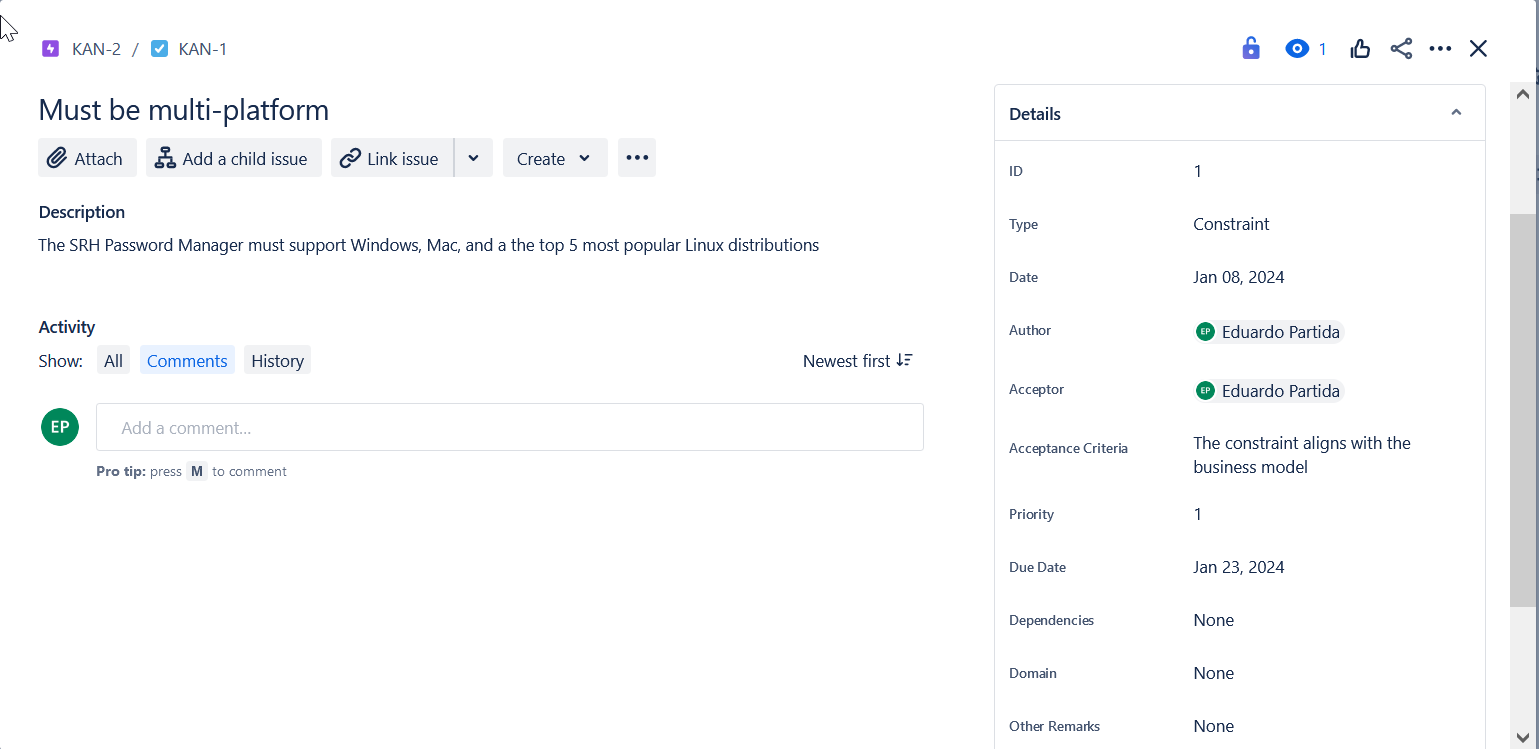 KAN-2 / KAN-1
1
Must be multi-platform
Attach
Add a child issue
Link issue
Create
Description
The SRH Password Manager must support Windows, Mac, and a the top 5 most popular Linux distributions
Activity
Show: All Comments History
Newest first
EP
Add a comment...
Pro tip: press M to comment
Details
ID 1
Type Constraint
Date Jan 08, 2024
Author EP Eduardo Partida
Acceptor EP Eduardo Partida
Acceptance Criteria The constraint aligns with the
business model
Priority 1
Due Date Jan 23, 2024
Dependencies None
Domain None
Other Remarks None